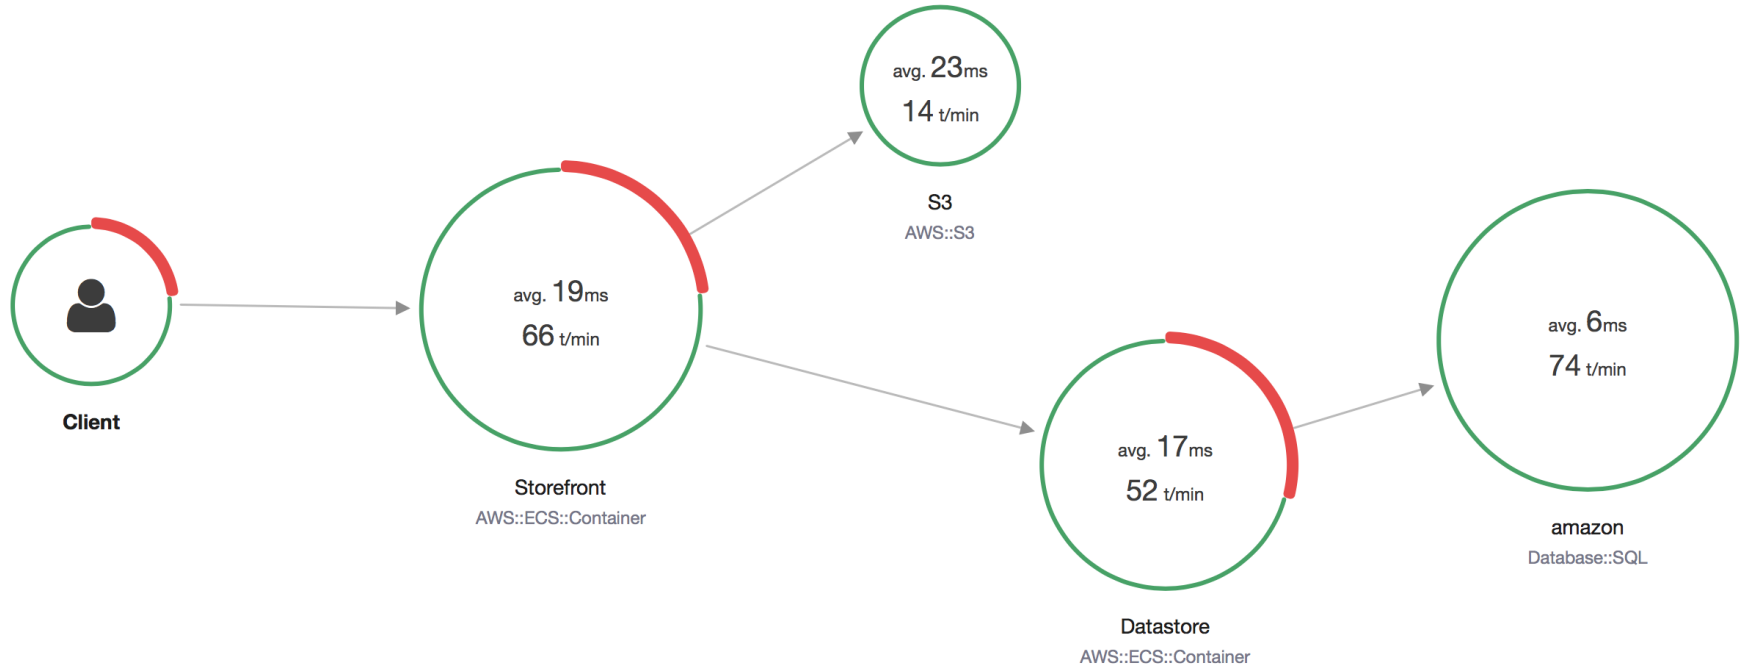 Client
avg. 19ms
66 t/min
Storefront
AWS::ECS::Container
avg. 23ms
14 t/min
S3
AWS::S3
avg. 17ms
52 t/min
Datastore
AWS::ECS::Container
avg. 6ms
74 t/min
amazon
Database::SQL